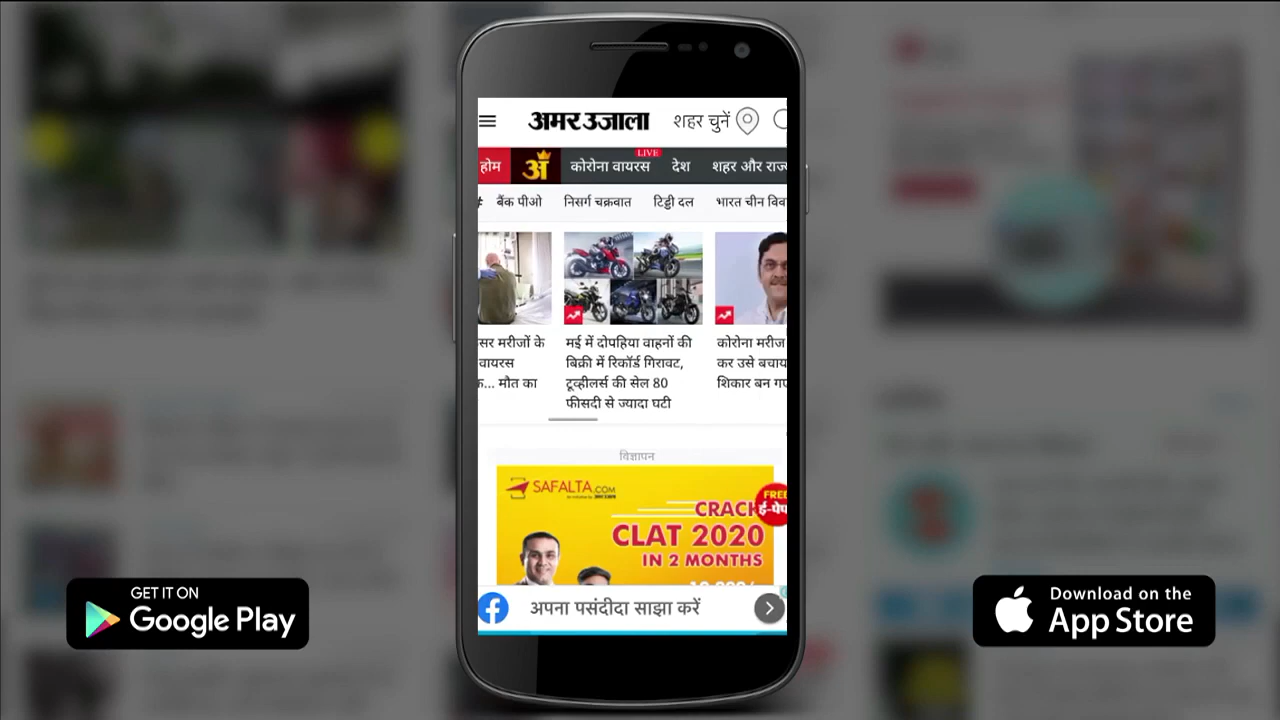 अमर उजाला शहर चुनें
होम अं कोरोना वायरस LIVE देश शहर और राज्य
# बैंक पीओ निसर्ग चक्रवात टिड्डी दल भारत चीन विवा
सर मरीजों के
वायरस
क... मौत का
मई में दोपहिया वाहनों की
बिक्री में रिकॉर्ड गिरावट,
टूव्हीलर्स की सेल 80
फीसदी से ज्यादा घटी
कोरोना मरीज
कर उसे बचाय
शिकार बन गए
विज्ञापन
SAFALTA.COM
CRACK
CLAT 2020
IN 2 MONTHS
FREE
ई-पेप
अपना पसंदीदा साझा करें
GET IT ON
Google Play
Download on the
App Store